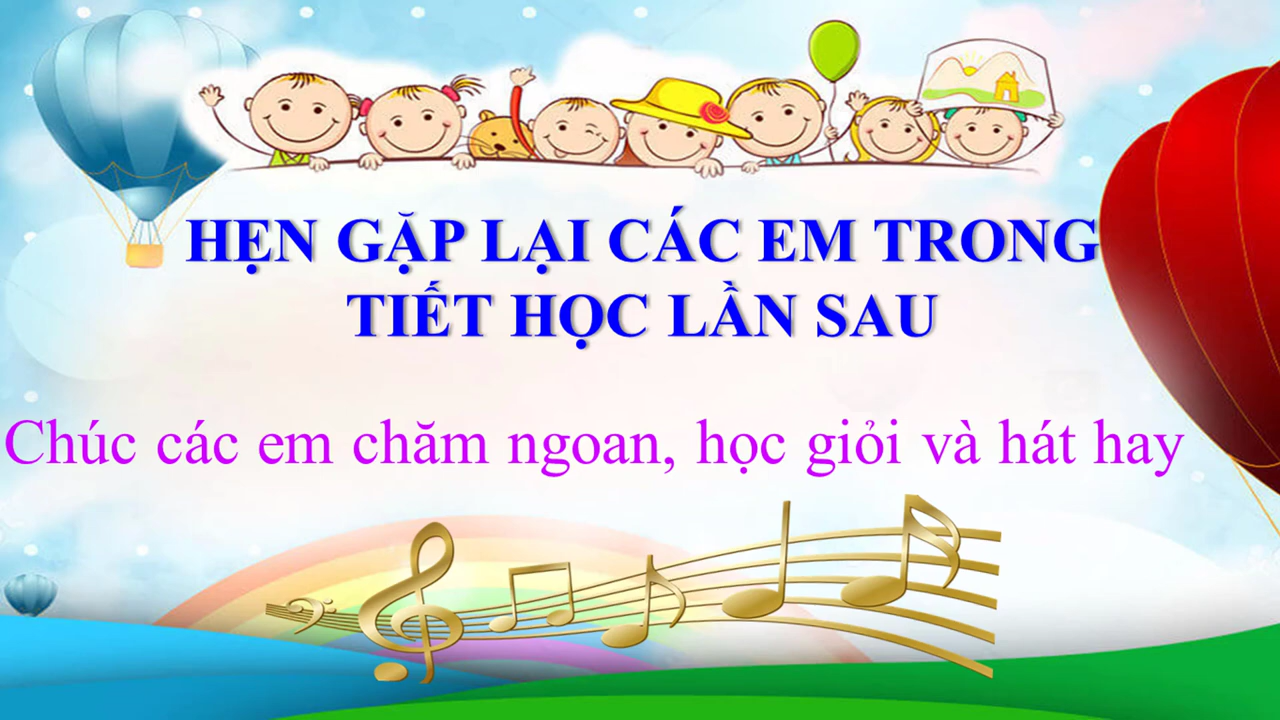 HẸN GẶP LẠI CÁC EM TRONG
TIẾT HỌC LẦN SAU
Chúc các em chăm ngoan, học giỏi và hát hay